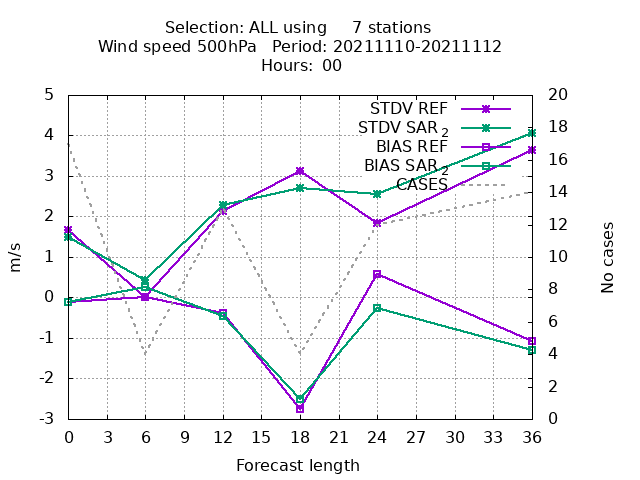 Selection: ALL using 7 stations
Wind speed 500hPa Period: 20211110-20211112
Hours: 00
STDV REF
STDV SAR 2
BIAS REF
BIAS SAR 2
CASES
5
4
3
2
1
0
-1
-2
-3
m/s
20
18
16
14
12
10
8
6
4
2
0
No cases
0 3 6 9 12 15 18 21 24 27 30 33 36
Forecast length